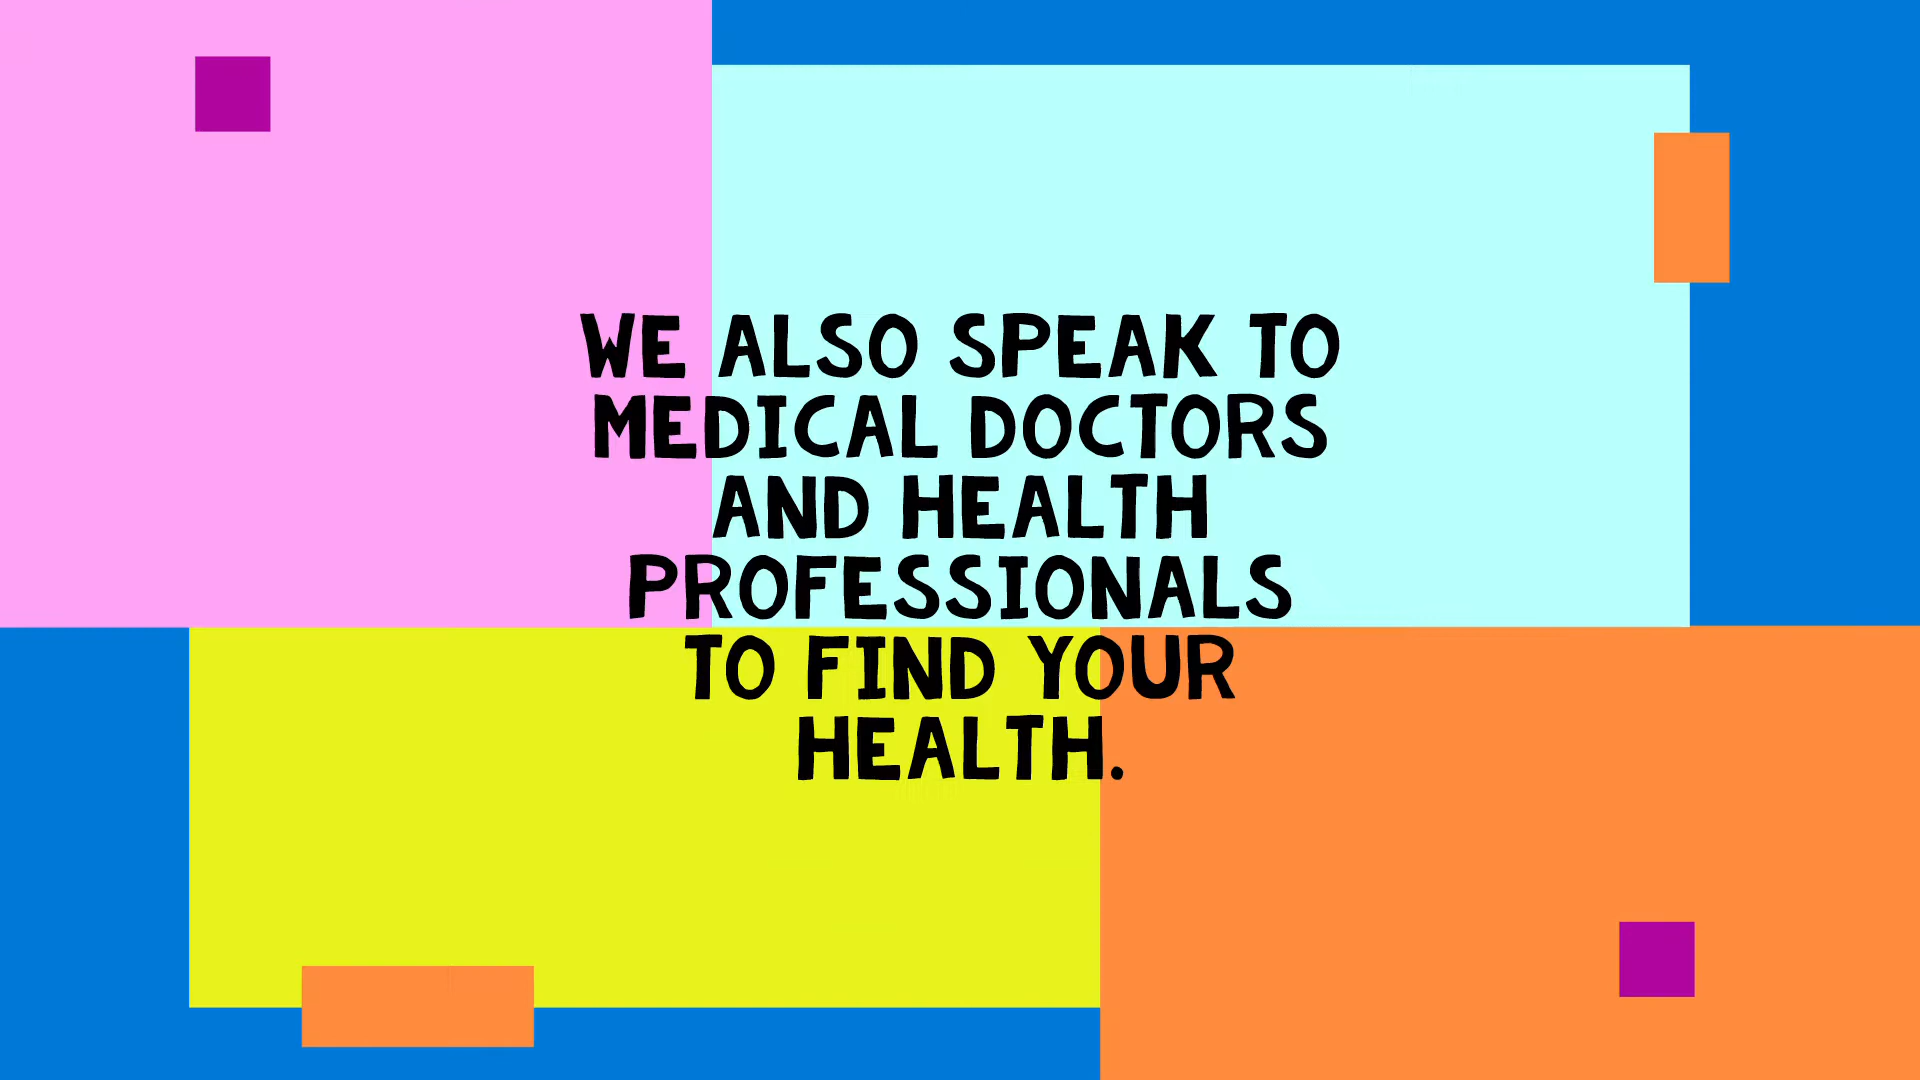 WE ALSO SPEAK TO
MEDICAL DOCTORS
AND HEALTH
PROFESSIONALS
TO FIND YOUR
HEALTH.